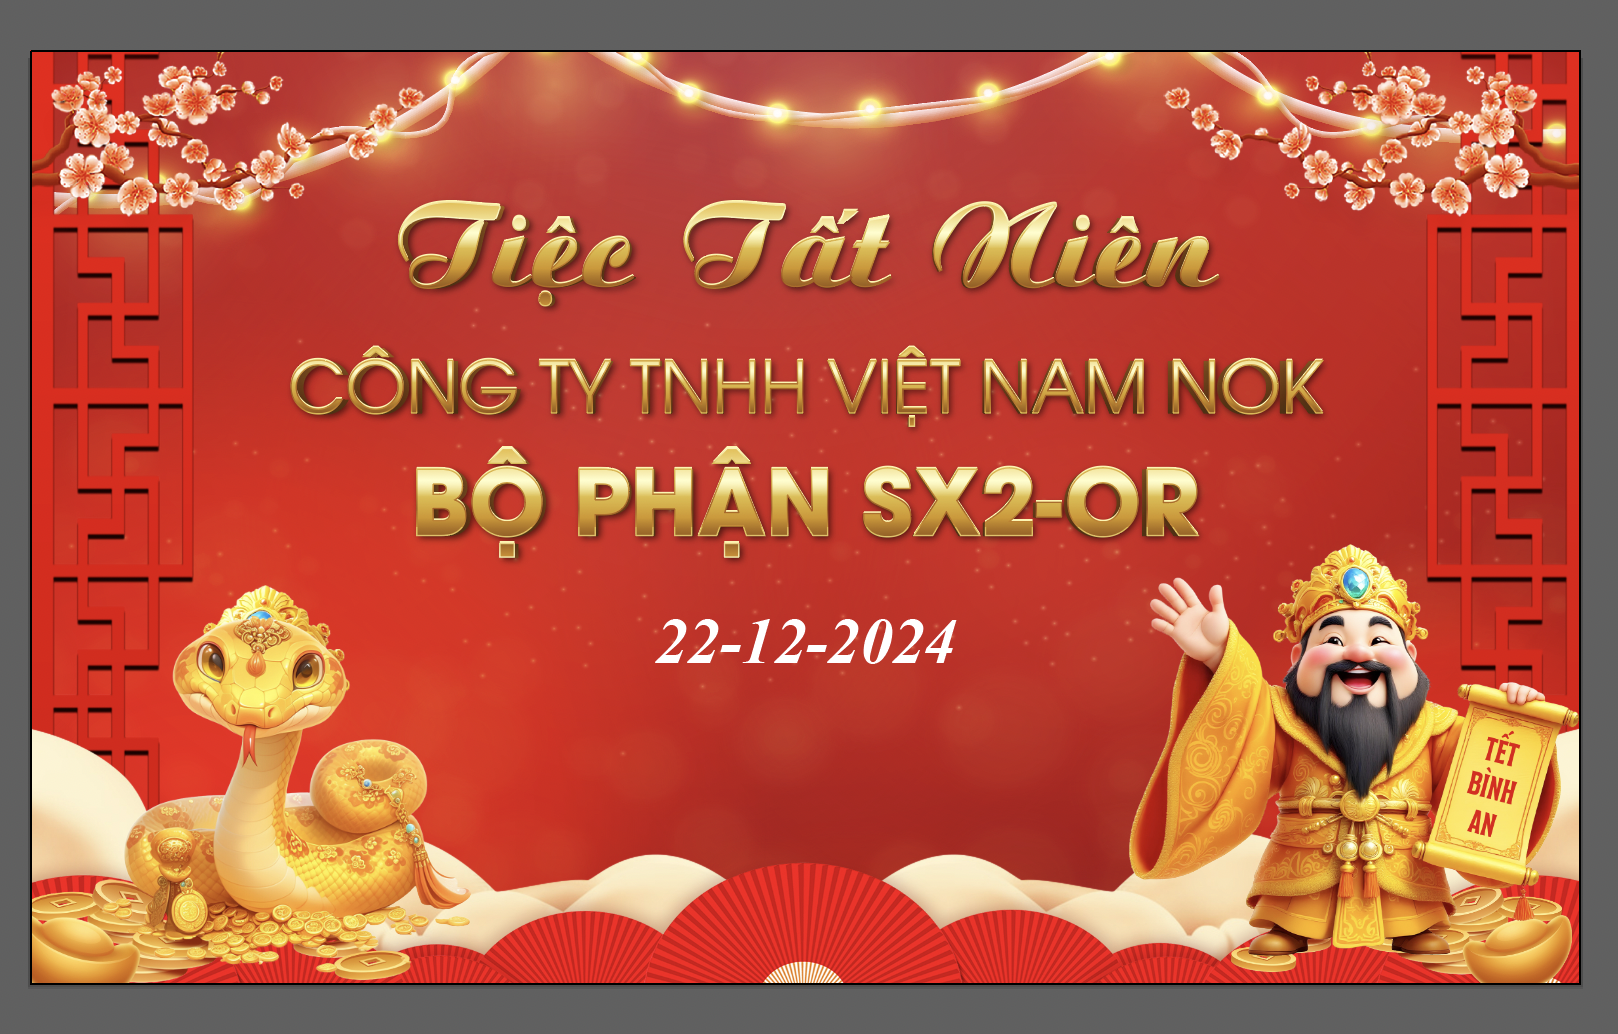 Tiệc Tất Niên
CÔNG TY TNHH VIỆT NAM NOK
BỘ PHẬN SX2-OR
22-12-2024
TẾT
BÌNH
AN